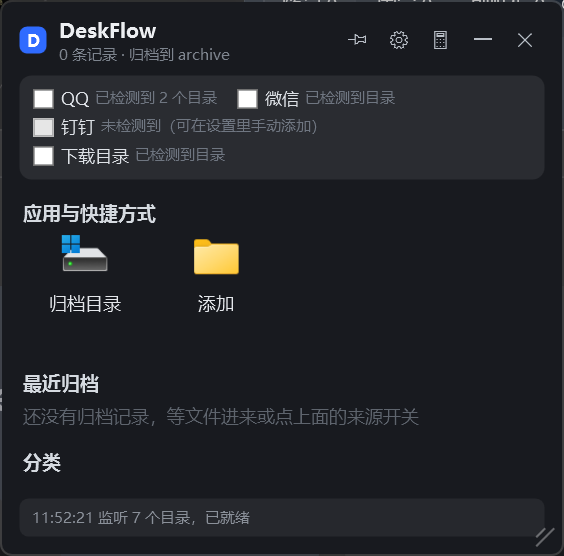 D
DeskFlow
0 条记录 · 归档到 archive
QQ 已检测到 2 个目录 微信 已检测到目录
钉钉 未检测到（可在设置里手动添加）
下载目录 已检测到目录
应用与快捷方式
归档目录 添加
最近归档
还没有归档记录，等文件进来或点上面的来源开关
分类
11:52:21 监听 7 个目录，已就绪